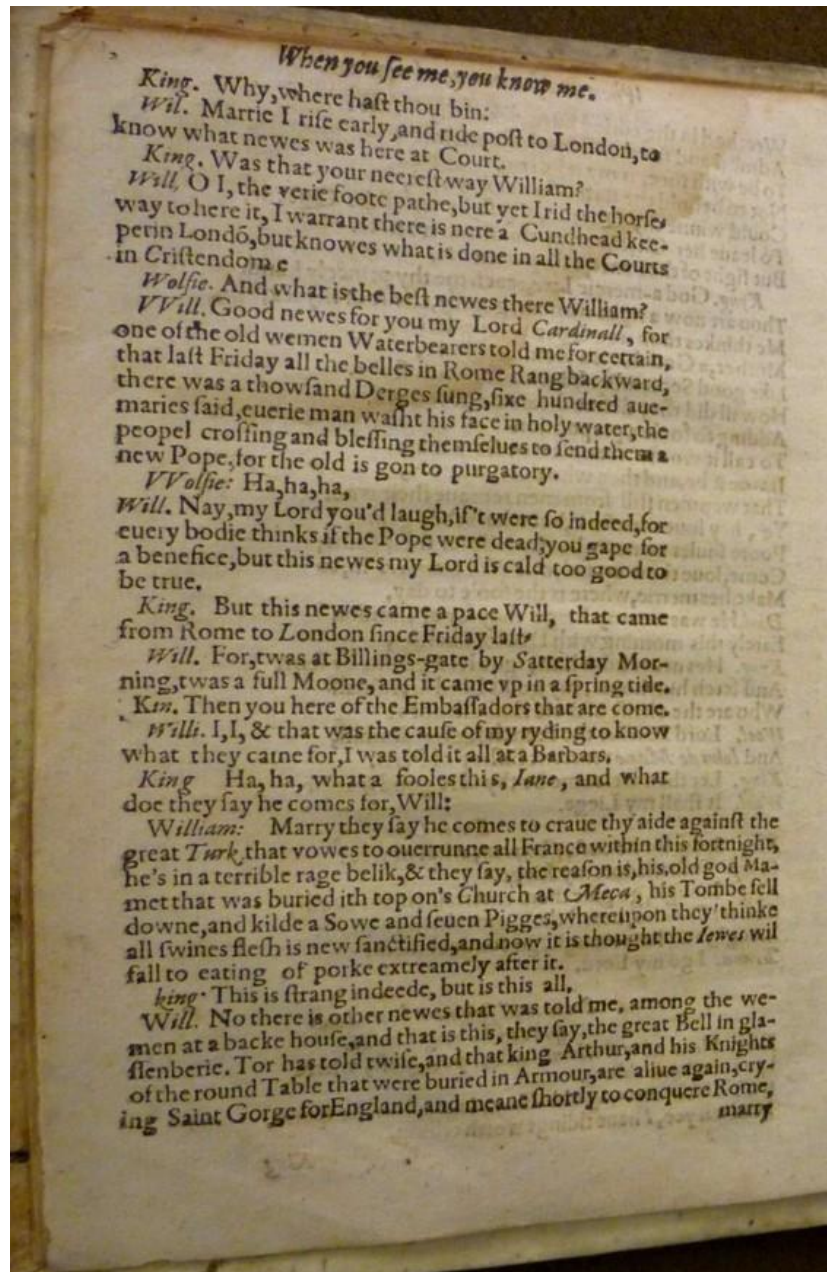 When you ſee me, you know me.
King. Why, where haſt thou bin:
Wil. Marrie I riſe early, and ride poſt to London, to
know what newes was here at Court.
King. Was that your neereſt way William?
Will. O I, the verie foote pathe, but yet I rid the horſe,
way to here it, I warrant there is nere a Cundhead kee-
per in Londō, but knowes what is done in all the Courts
in Criſtendome
Wolſie. And what is the beſt newes there William?
VVill. Good newes for you my Lord Cardinall, for
one of the old wemen Waterbearers told me for certain,
that laſt Friday all the belles in Rome Rang backward,
there was a thowſand Derges ſung, ſixe hundred aue-
maries ſaid, euerie man waſht his face in holy water, the
peopel croſſing and bleſſing themſelues to ſend them a
new Pope, for the old is gon to purgatory.
VVolſie: Ha, ha, ha,
Will. Nay, my Lord you'd laugh, if't were ſo indeed, for
euery bodie thinks if the Pope were dead, you gape for
a benefice, but this newes my Lord is cald too good to
be true.
King. But this newes came a pace Will, that came
from Rome to London ſince Friday laſt,
Will. For, twas at Billings-gate by Satterday Mor-
ning, twas a full Moone, and it came vp in a ſpring tide.
Kin. Then you here of the Embaſſadors that are come.
Willi. I, I, & that was the cauſe of my ryding to know
what they came for, I was told it all at a Barbars.
King Ha, ha, what a fooles this, Iane, and what
doe they ſay he comes for, Will:
William: Marry they ſay he comes to craue thy aide againſt the
great Turk, that vowes to ouerrunne all France within this fortnight,
he's in a terrible rage belik, & they ſay, the reaſon is, his, old god Ma-
met that was buried ith top on's Church at Meca, his Tombe fell
downe, and kilde a Sowe and ſeuen Pigges, whereupon they thinke
all ſwines fleſh is new ſanctified, and now it is thought the Iewes wil
fall to eating of porke extreamely after it.
king. This is ſtrang indeede, but is this all.
Will. No there is other newes that was told me, among the we-
men at a backe houſe, and that is this, they ſay, the great Bell in gla-
ſſenberie. Tor has told twiſe, and that king Arthur, and his Knights
of the round Table that were buried in Armour, are aliue again, cry-
ing Saint Gorge for England, and meane ſhortly to conquere Rome,
marry